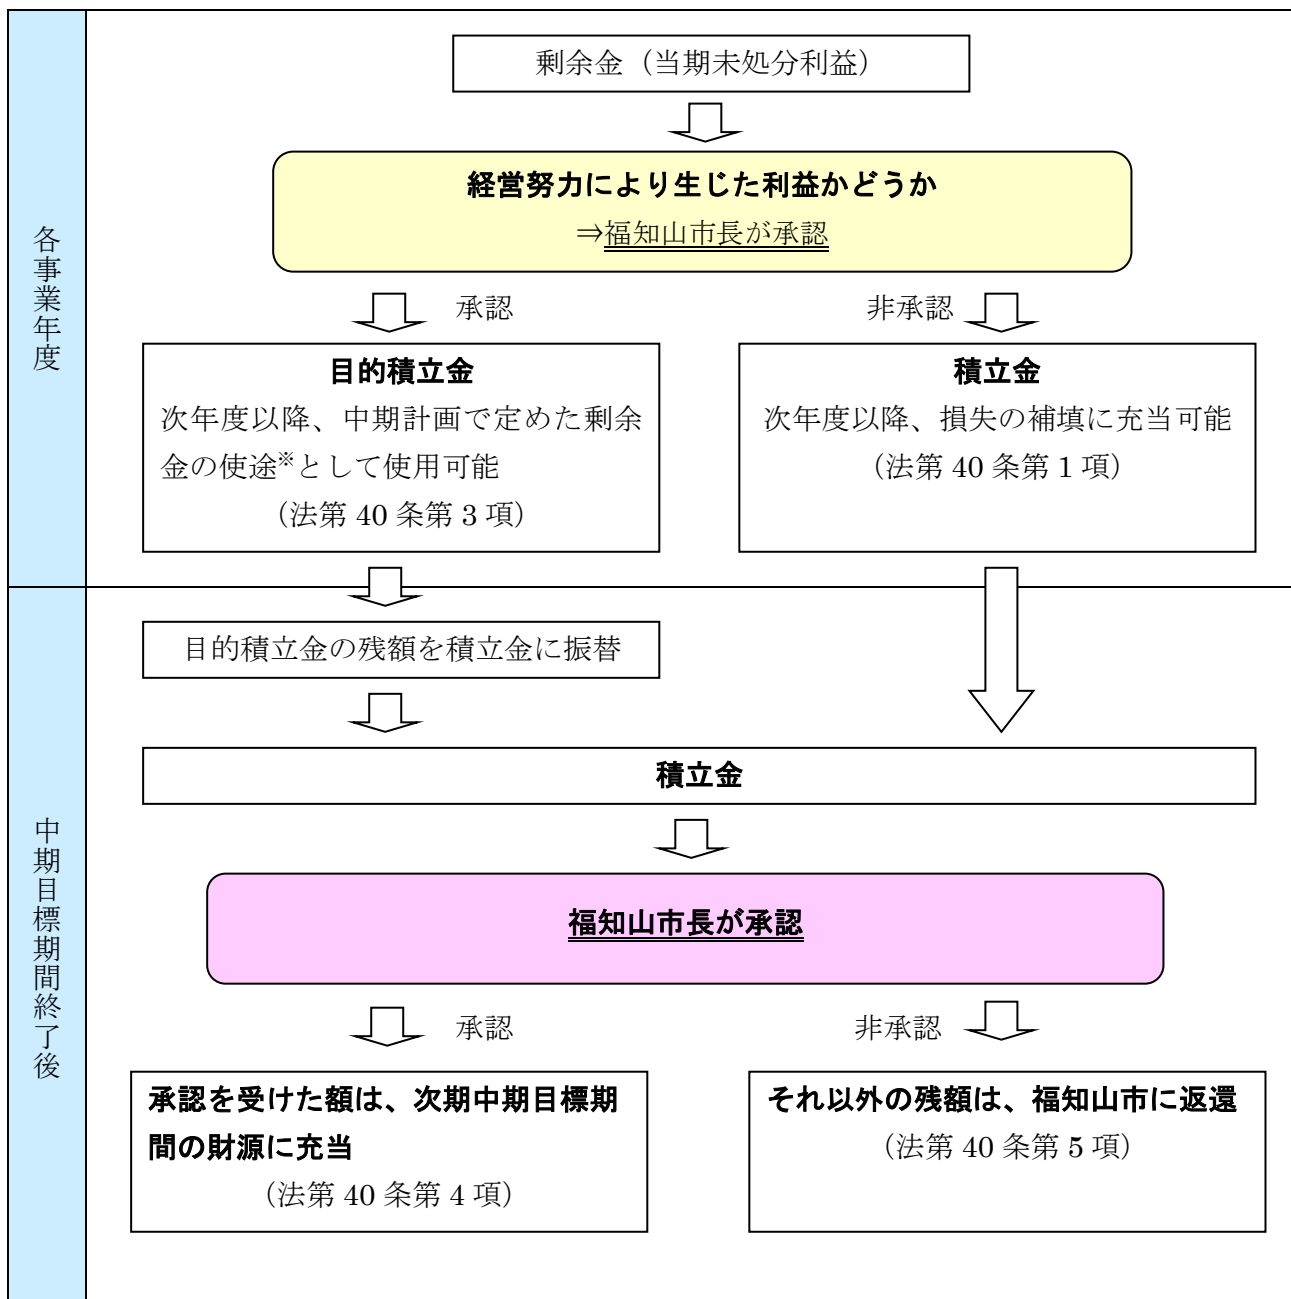 各事業年度
剰余金（当期未処分利益）
経営努力により生じた利益かどうか
⇒福知山市長が承認
承認
非承認
目的積立金
次年度以降、中期計画で定めた剰余
金の使途※として使用可能
（法第 40 条第 3 項）
積立金
次年度以降、損失の補填に充当可能
（法第 40 条第 1 項）
中期目標期間終了後
目的積立金の残額を積立金に振替
積立金
福知山市長が承認
承認
非承認
承認を受けた額は、次期中期目標期
間の財源に充当
（法第 40 条第 4 項）
それ以外の残額は、福知山市に返還
（法第 40 条第 5 項）